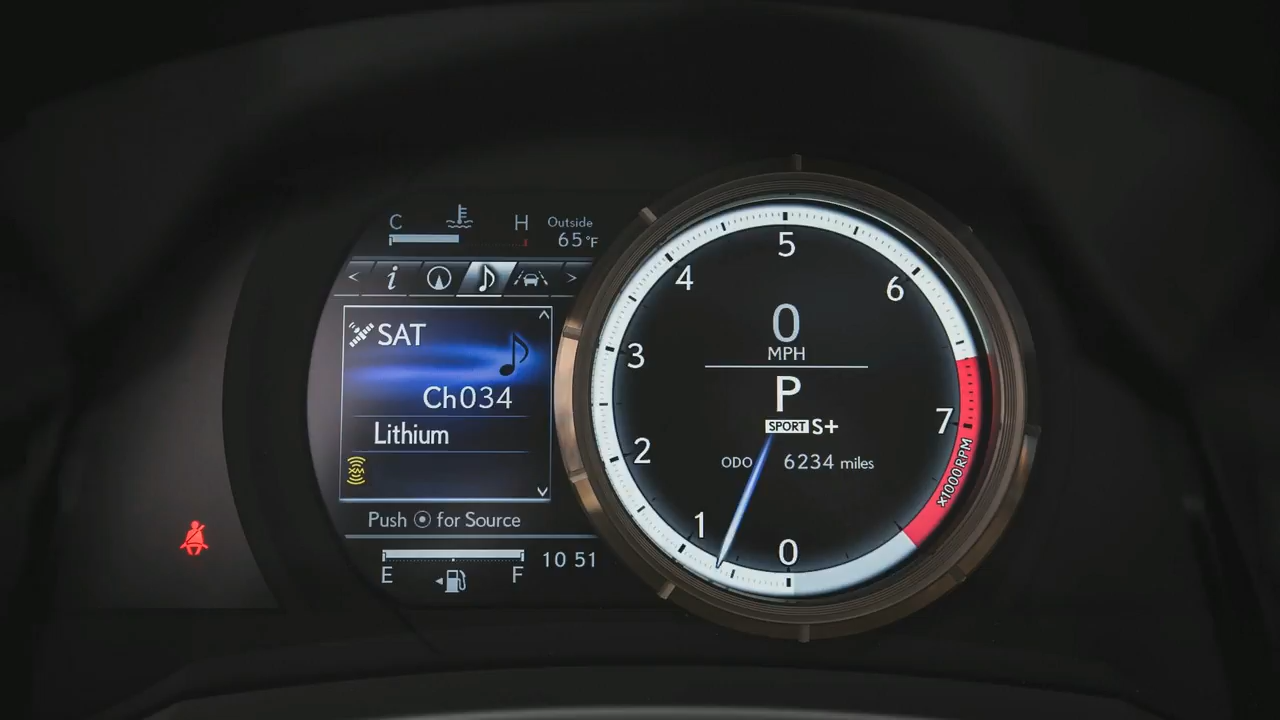 C H Outside
65°F
< i >
SAT
Ch034
Lithium
XM
Push ⦿ for Source
E F 10 51
0
1
2
3
4
5
6
7
x1000RPM
0
MPH
P
SPORT S+
ODO 6234 miles